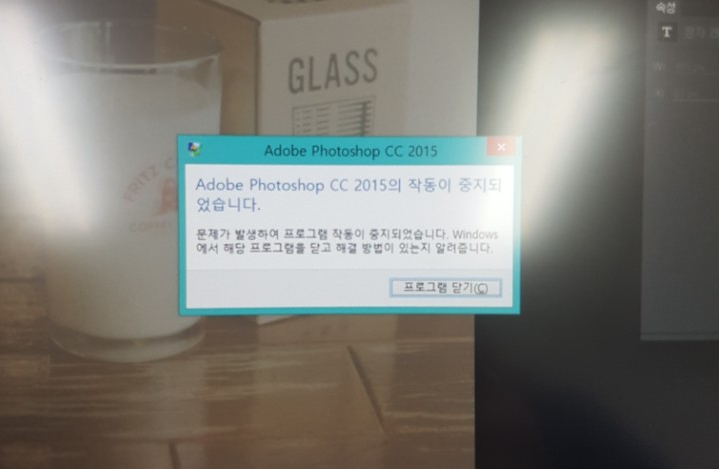 속성
T
GLASS
FRITZ C
COFFEE
Adobe Photoshop CC 2015
Adobe Photoshop CC 2015의 작동이 중지되
었습니다.
문제가 발생하여 프로그램 작동이 중지되었습니다. Windows
에서 해당 프로그램을 닫고 해결 방법이 있는지 알려줍니다.
프로그램 닫기(C)